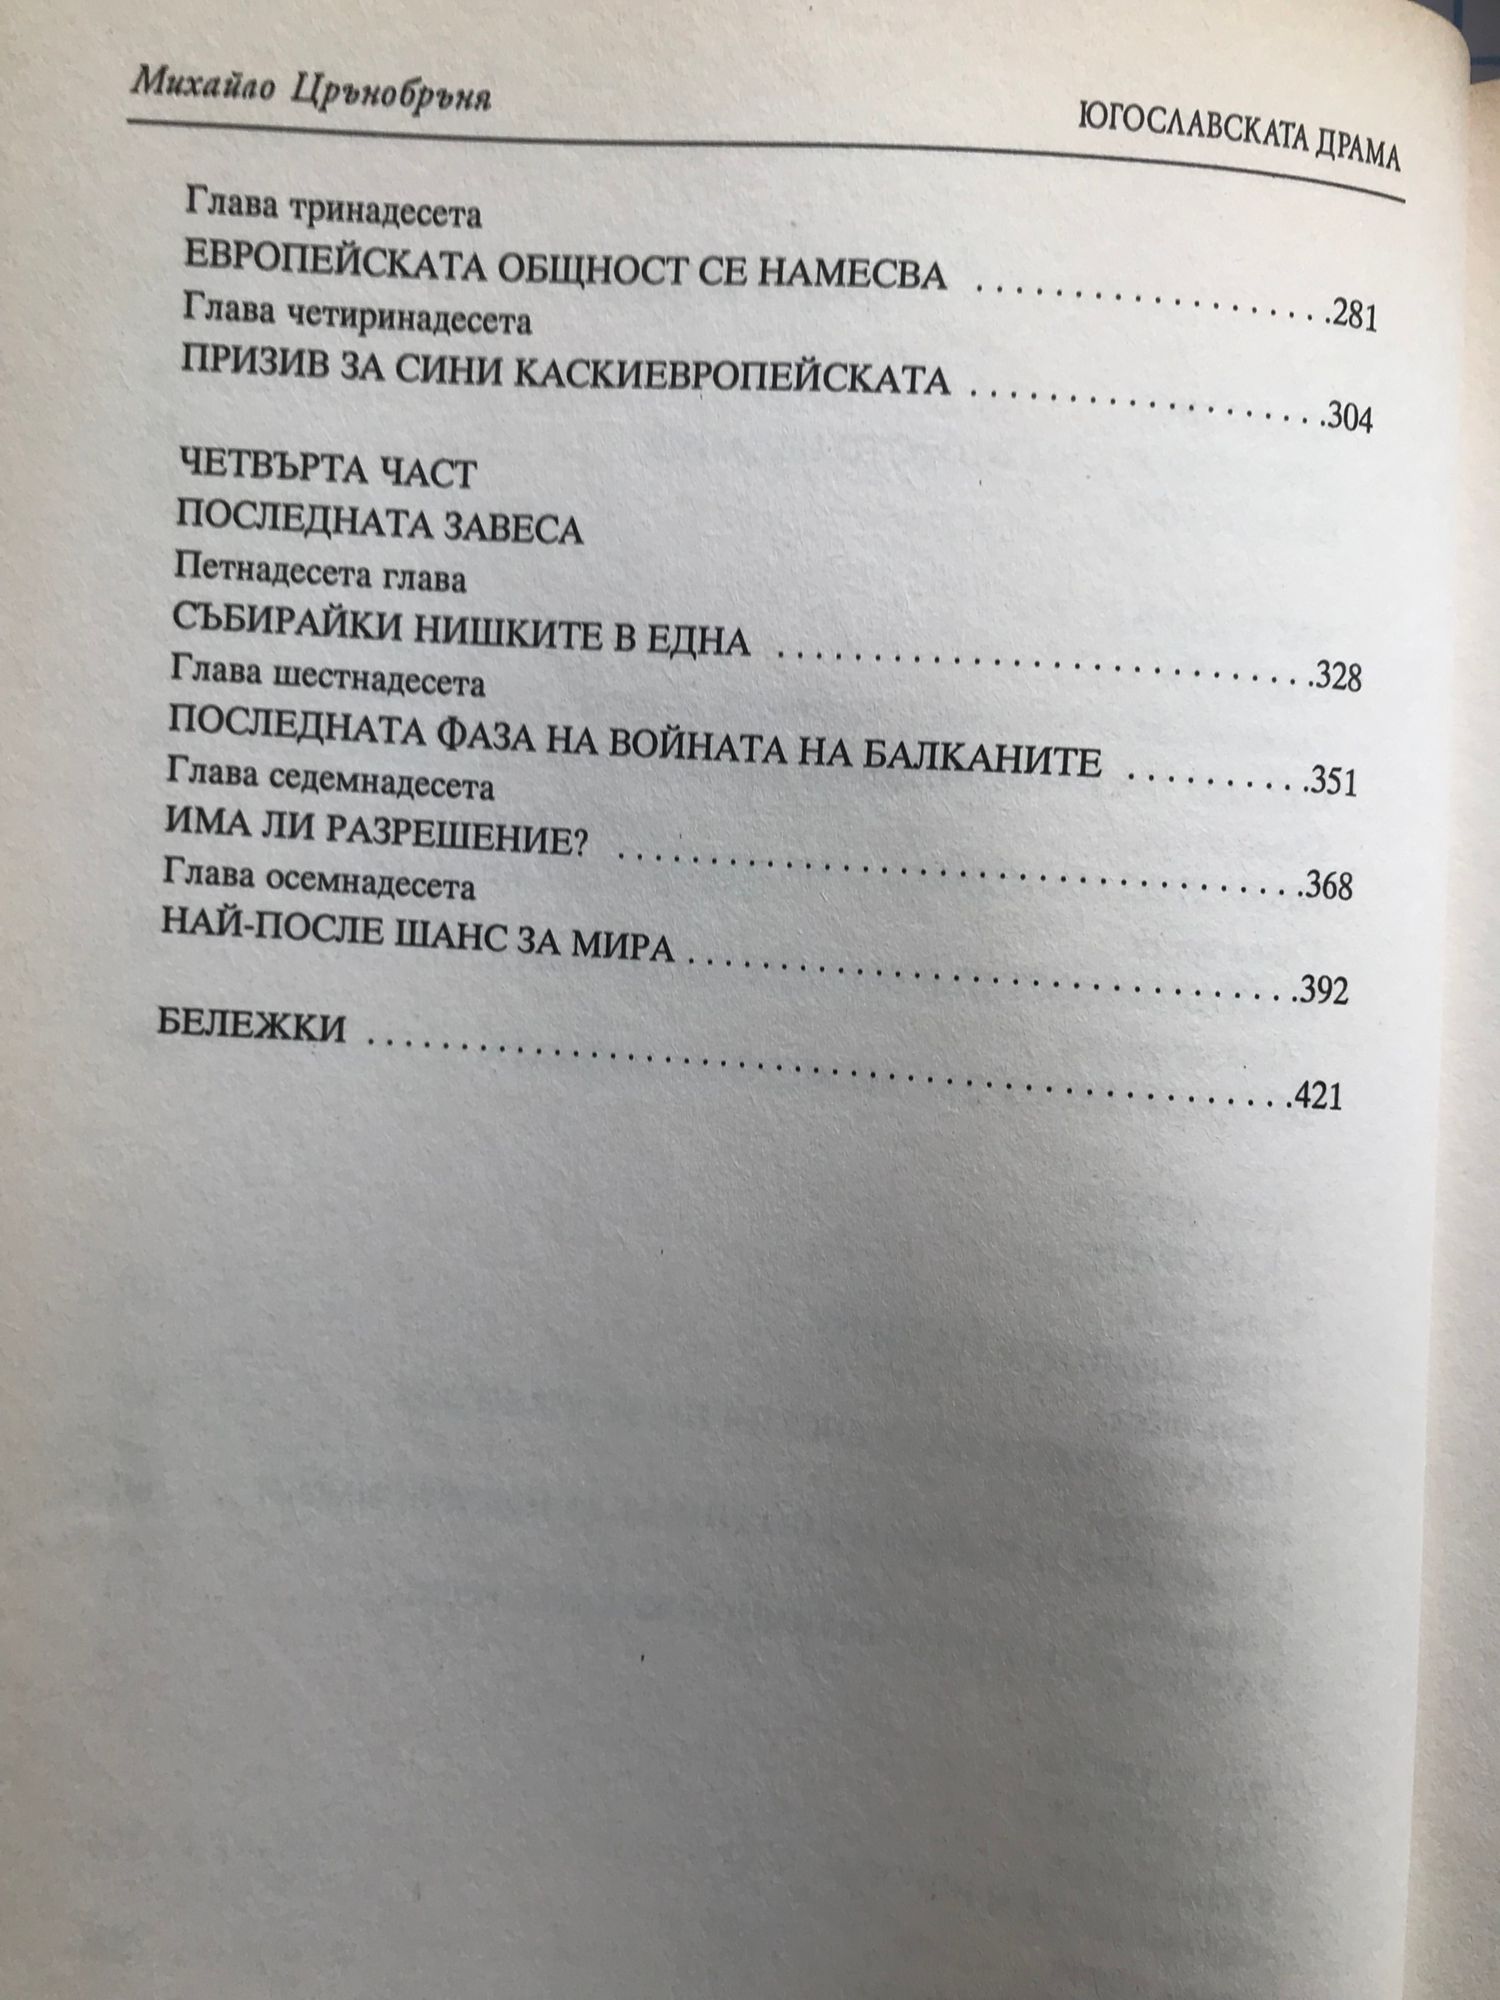 Михайло Црънобръня
ЮГОСЛАВСКАТА ДРАМА
Глава тринадесета
ЕВРОПЕЙСКАТА ОБЩНОСТ СЕ НАМЕСВА ....................281
Глава четиринадесета
ПРИЗИВ ЗА СИНИ КАСКИЕВРОПЕЙСКАТА ....................304
ЧЕТВЪРТА ЧАСТ
ПОСЛЕДНАТА ЗАВЕСА
Петнадесета глава
СЪБИРАЙКИ НИШКИТЕ В ЕДНА ..............................328
Глава шестнадесета
ПОСЛЕДНАТА ФАЗА НА ВОЙНАТА НА БАЛКАНИТЕ ..........351
Глава седемнадесета
ИМА ЛИ РАЗРЕШЕНИЕ? .......................................368
Глава осемнадесета
НАЙ-ПОСЛЕ ШАНС ЗА МИРА ..................................392
БЕЛЕЖКИ ....................................................421